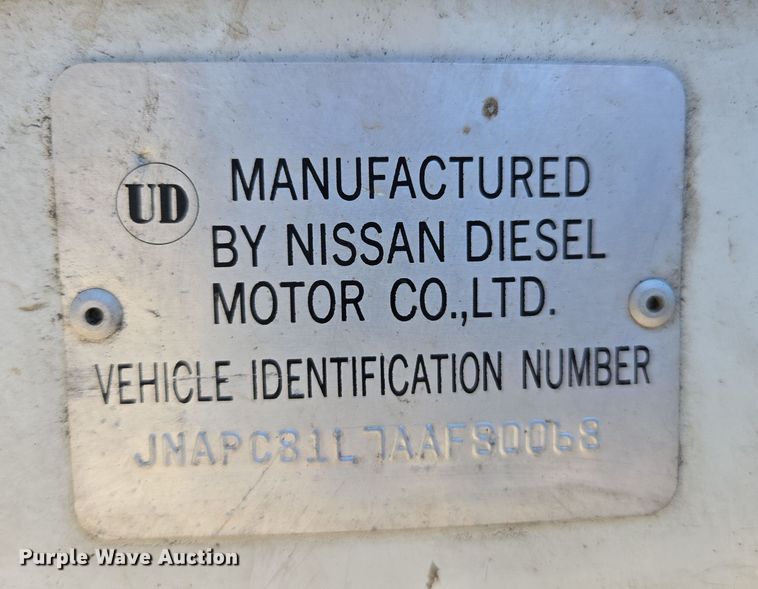 UD
MANUFACTURED
BY NISSAN DIESEL
MOTOR CO.,LTD.
VEHICLE IDENTIFICATION NUMBER
JNAPC81L7AAF80068
Purple Wave Auction